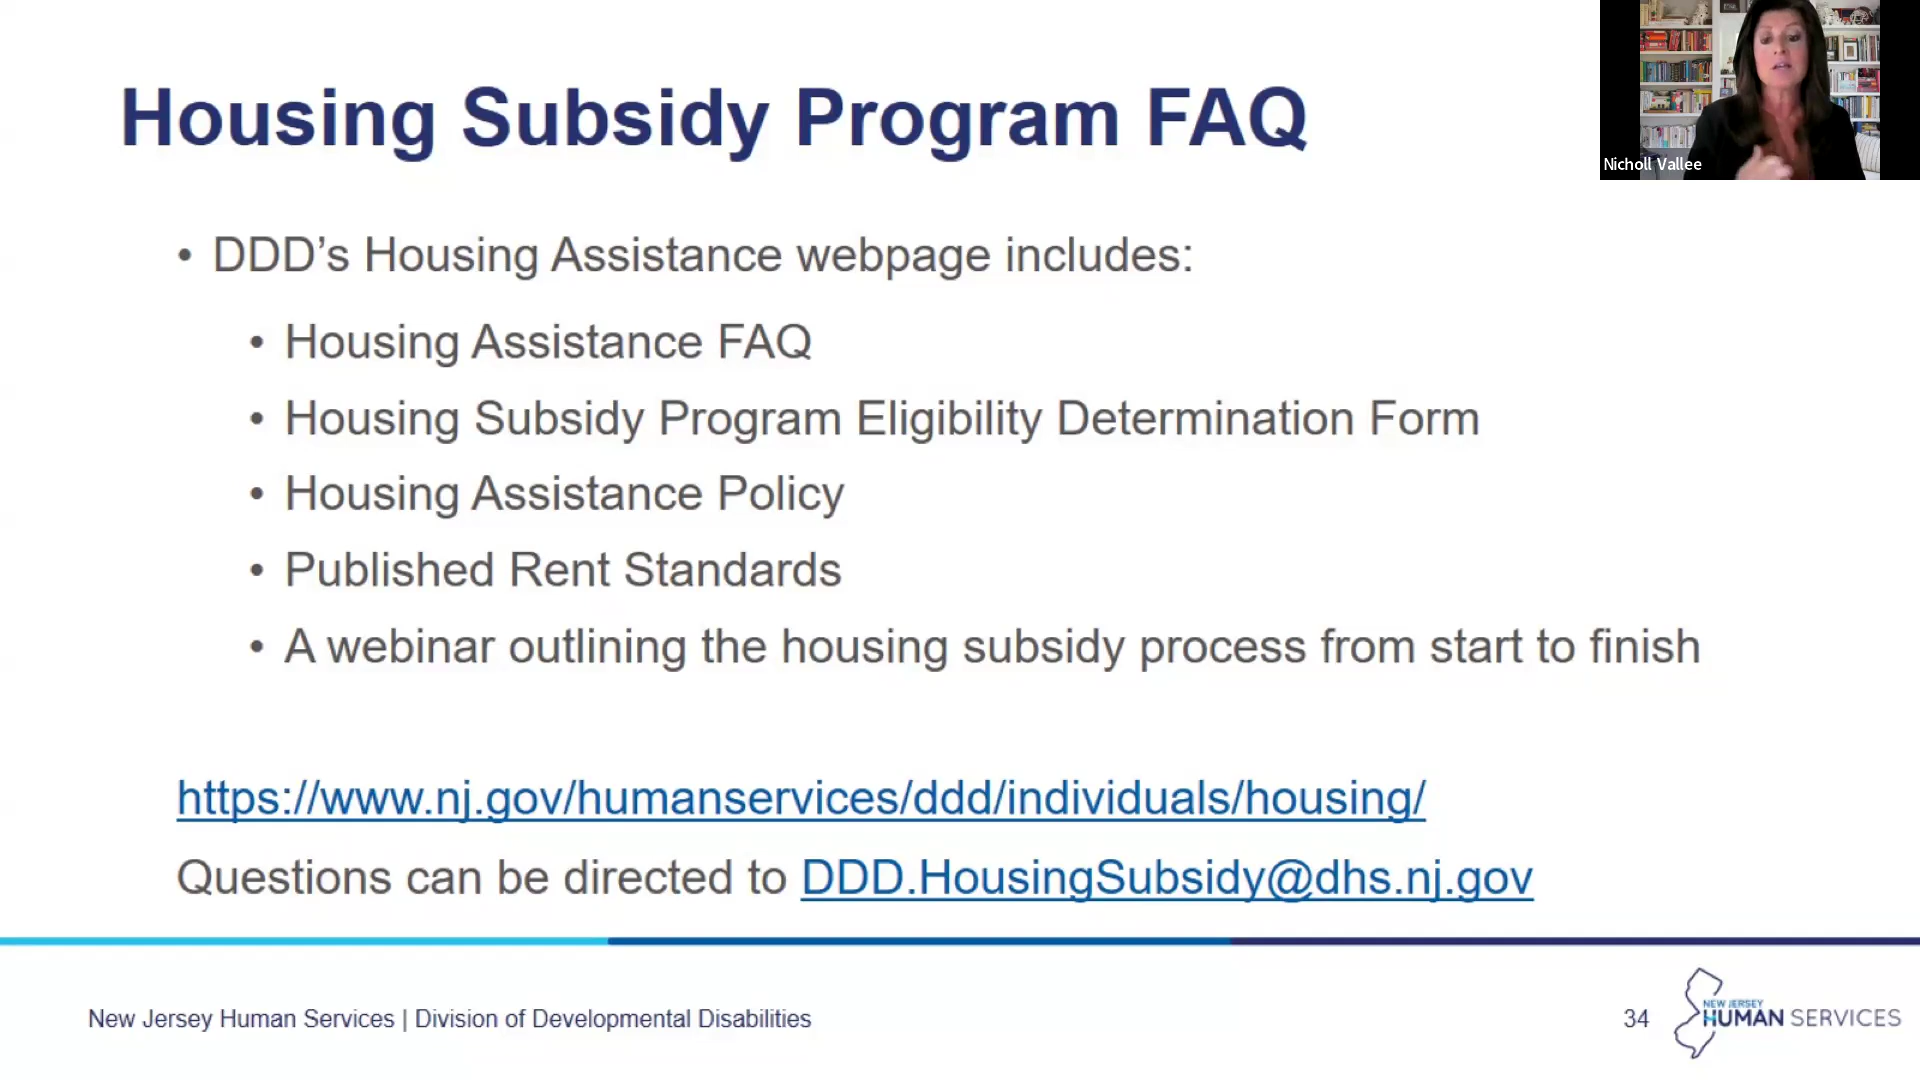 Housing Subsidy Program FAQ
Nicholl Vallee
• DDD’s Housing Assistance webpage includes:
• Housing Assistance FAQ
• Housing Subsidy Program Eligibility Determination Form
• Housing Assistance Policy
• Published Rent Standards
• A webinar outlining the housing subsidy process from start to finish
https://www.nj.gov/humanservices/ddd/individuals/housing/
Questions can be directed to DDD.HousingSubsidy@dhs.nj.gov
New Jersey Human Services | Division of Developmental Disabilities
34
NEW JERSEY
HUMAN SERVICES